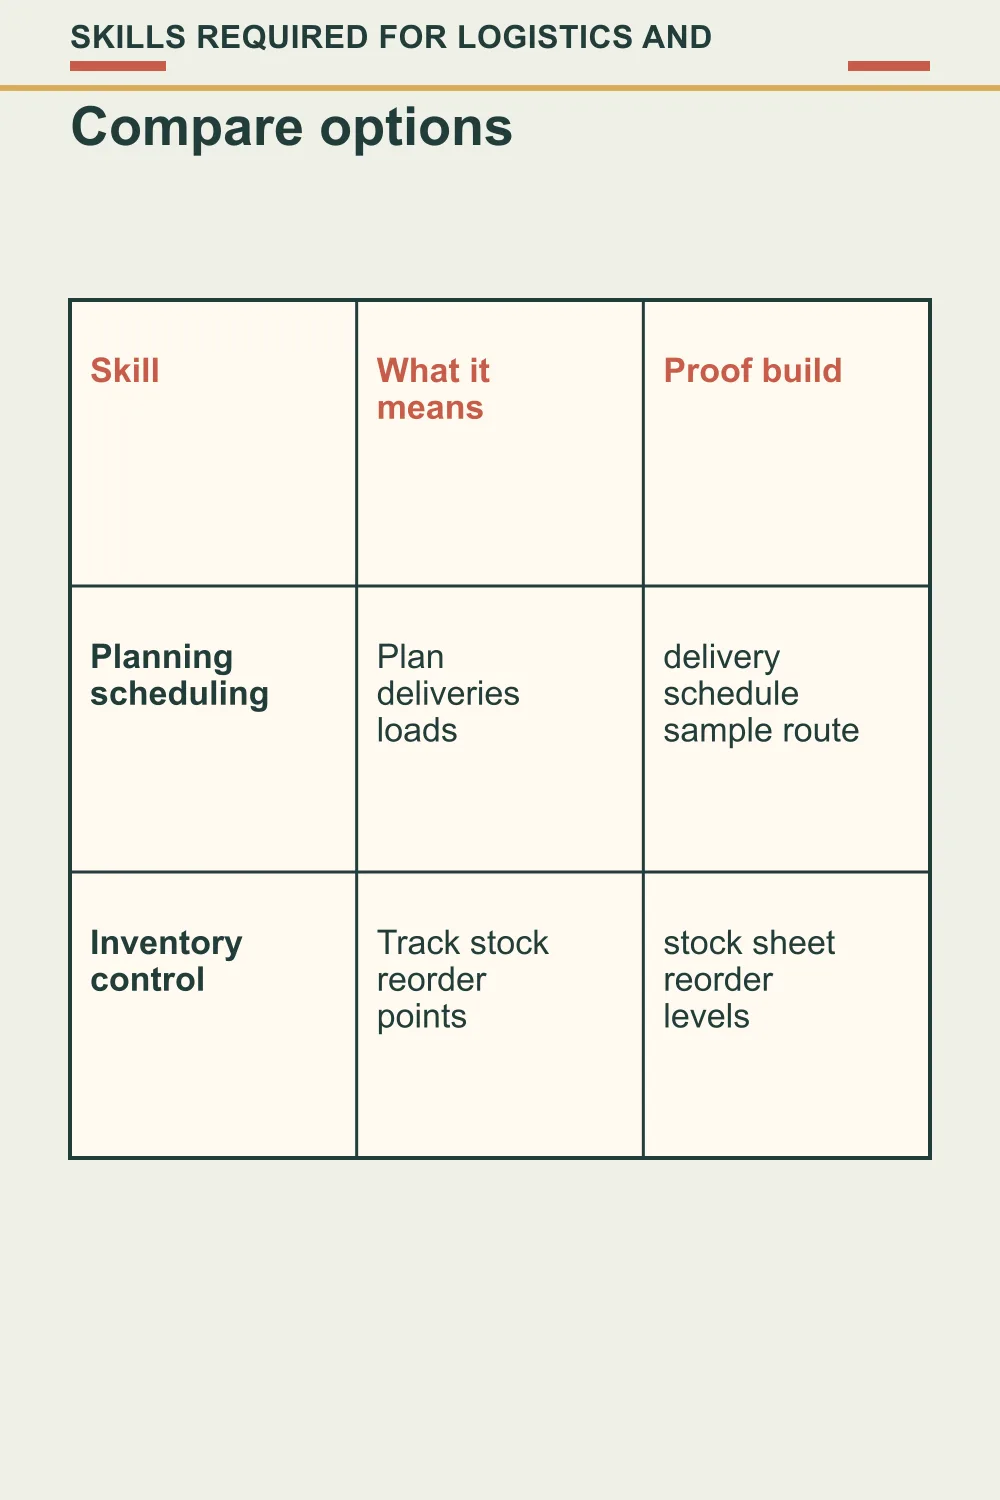 SKILLS REQUIRED FOR LOGISTICS AND
Compare options
Skill
What it
means
Proof build
Planning
scheduling
Plan
deliveries
loads
delivery
schedule
sample route
Inventory
control
Track stock
reorder
points
stock sheet
reorder
levels